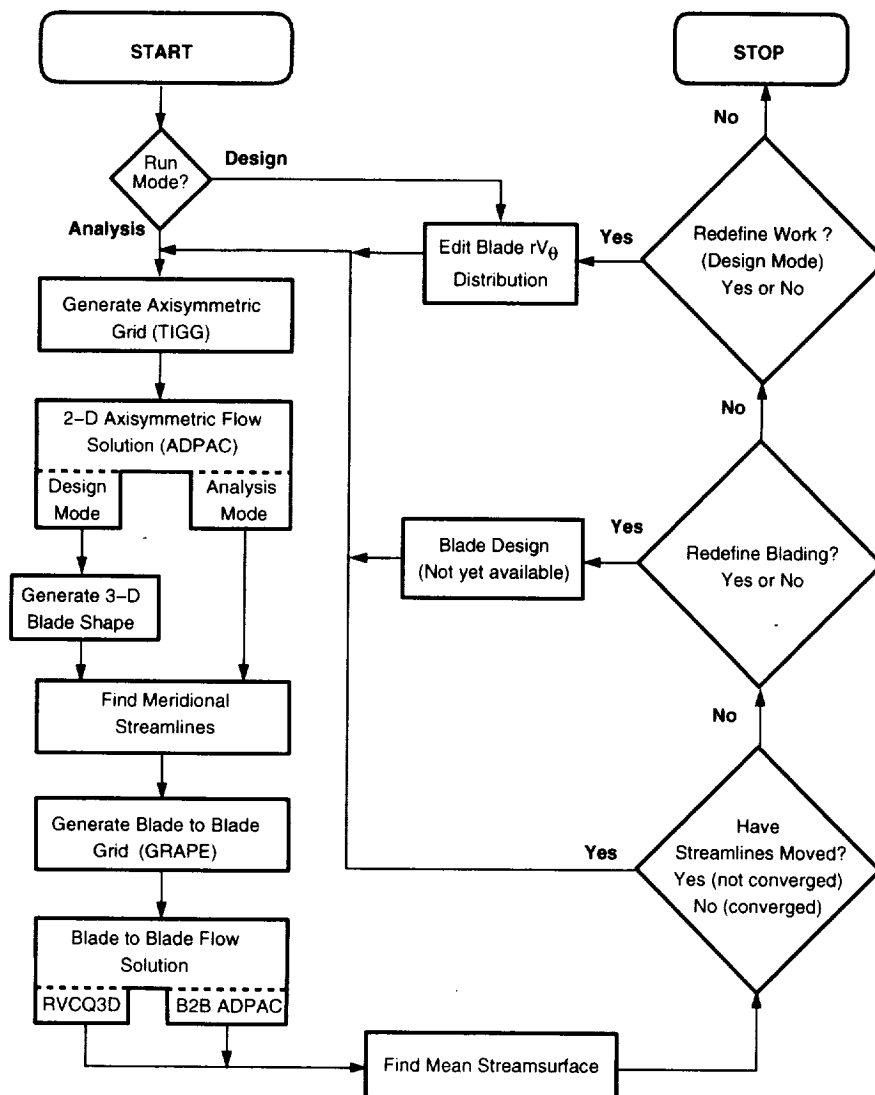 START
STOP
No
Run
Mode?
Design
Analysis
Edit Blade rVθ
Distribution
Yes
Redefine Work ?
(Design Mode)
Yes or No
Generate Axisymmetric
Grid (TIGG)
No
2-D Axisymmetric Flow
Solution (ADPAC)
Design
Mode
Analysis
Mode
Blade Design
(Not yet available)
Yes
Redefine Blading?
Yes or No
Generate 3-D
Blade Shape
Find Meridional
Streamlines
No
Generate Blade to Blade
Grid (GRAPE)
Yes
Have
Streamlines Moved?
Yes (not converged)
No (converged)
Blade to Blade Flow
Solution
RVCQ3D
B2B ADPAC
Find Mean Streamsurface